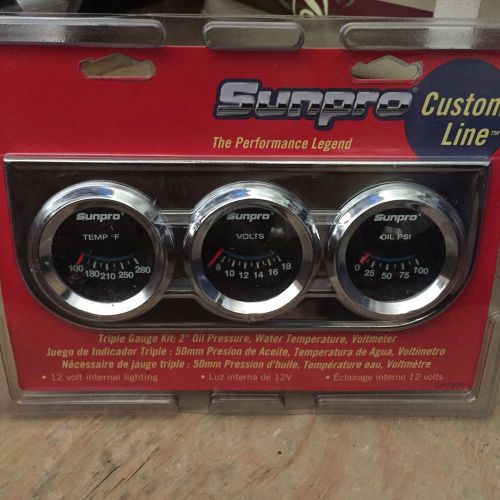 Sunpro
Custom
Line™
The Performance Legend
Sunpro
TEMP °F
100 180 210 250 280
Sunpro
VOLTS
8 10 12 14 16 18
Sunpro
OIL PSI
0 25 50 75 100
Triple Gauge Kit: 2" Oil Pressure, Water Temperature, Voltmeter
Juego de Indicador Triple : 50mm Presion de Aceite, Temperatura de Agua, Voltímetro
Nécessaire de jauge triple : 50mm Pression d'huile, Température eau, Voltmètre
• 12 volt internal lighting • Luz interna de 12V • Éclairage interne 12 volts